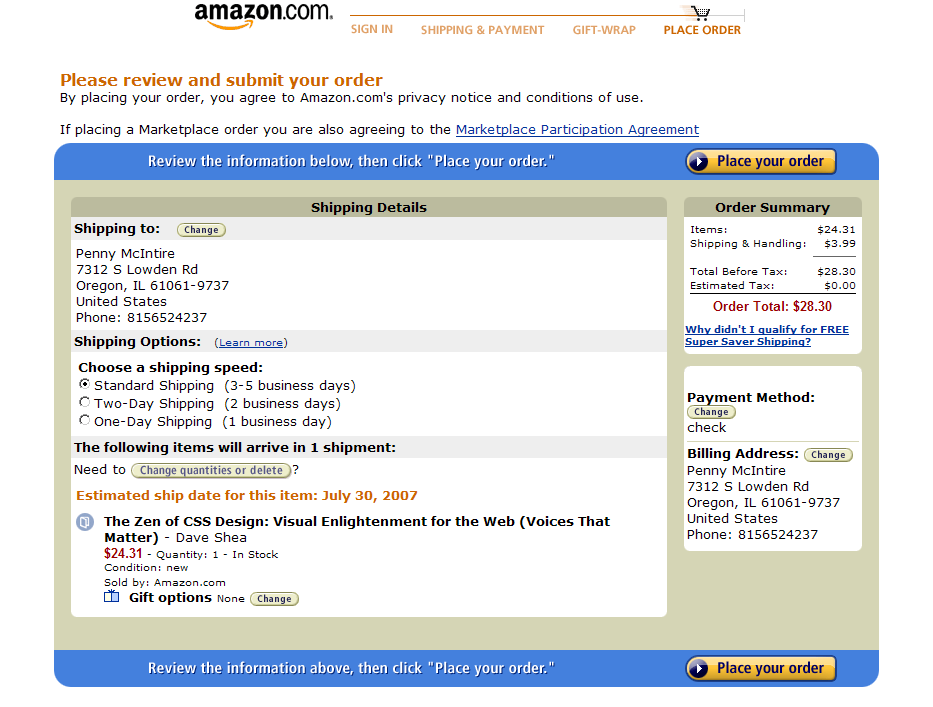 amazon.com.
SIGN IN SHIPPING & PAYMENT GIFT-WRAP PLACE ORDER
Please review and submit your order
By placing your order, you agree to Amazon.com's privacy notice and conditions of use.
If placing a Marketplace order you are also agreeing to the Marketplace Participation Agreement
Review the information below, then click "Place your order." Place your order
Shipping Details
Shipping to: Change
Penny McIntire
7312 S Lowden Rd
Oregon, IL 61061-9737
United States
Phone: 8156524237
Shipping Options: (Learn more)
Choose a shipping speed:
Standard Shipping (3-5 business days)
Two-Day Shipping (2 business days)
One-Day Shipping (1 business day)
The following items will arrive in 1 shipment:
Need to Change quantities or delete ?
Estimated ship date for this item: July 30, 2007
The Zen of CSS Design: Visual Enlightenment for the Web (Voices That
Matter) - Dave Shea
$24.31 - Quantity: 1 - In Stock
Condition: new
Sold by: Amazon.com
Gift options None Change
Order Summary
Items: $24.31
Shipping & Handling: $3.99
Total Before Tax: $28.30
Estimated Tax: $0.00
Order Total: $28.30
Why didn't I qualify for FREE
Super Saver Shipping?
Payment Method:
Change
check
Billing Address: Change
Penny McIntire
7312 S Lowden Rd
Oregon, IL 61061-9737
United States
Phone: 8156524237
Review the information above, then click "Place your order." Place your order